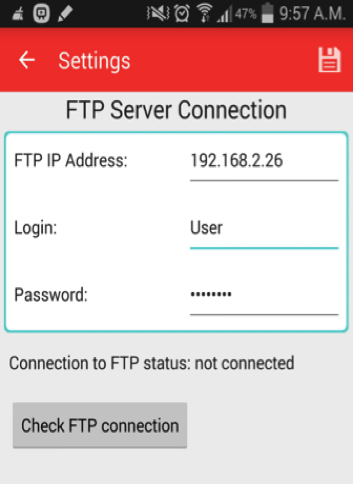 47% 9:57 A.M.
Settings
FTP Server Connection
FTP IP Address: 192.168.2.26
Login: User
Password: ••••••••
Connection to FTP status: not connected
Check FTP connection